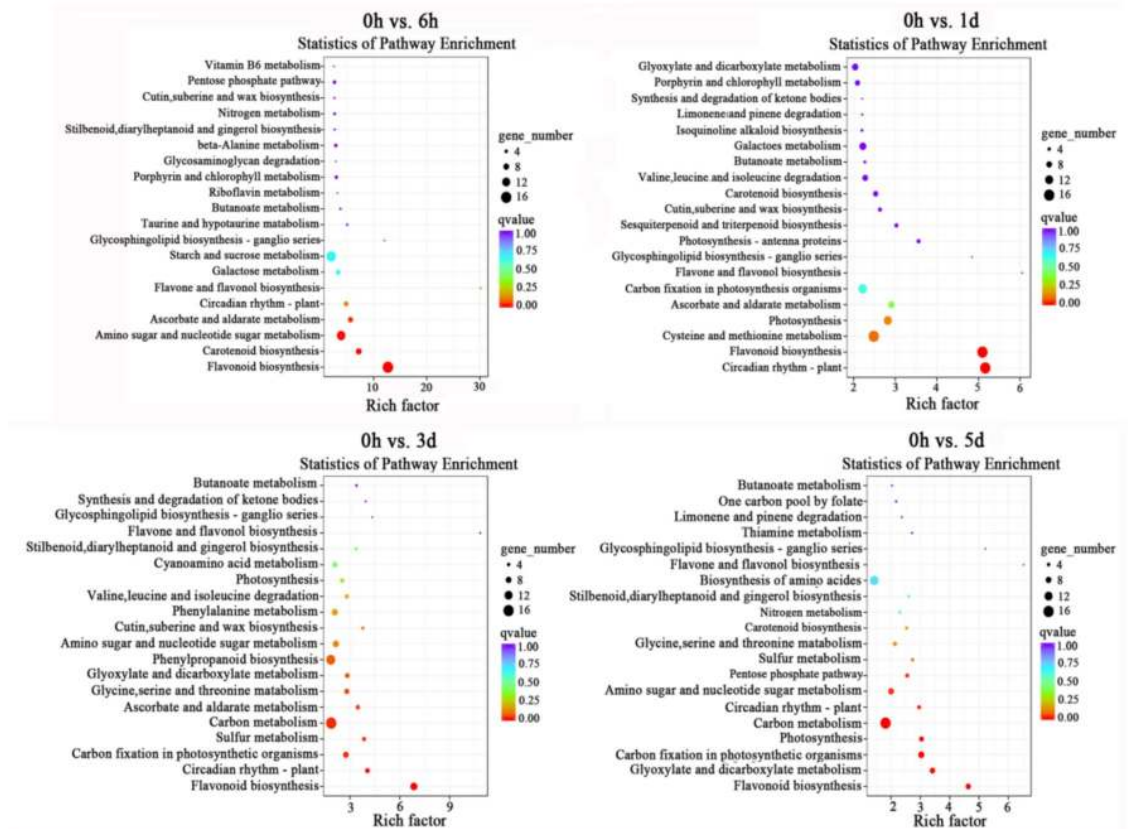 0h vs. 6h
Statistics of Pathway Enrichment
Vitamin B6 metabolism
Pentose phosphate pathway
Cutin,suberine and wax biosynthesis
Nitrogen metabolism
Stilbenoid,diarylheptanoid and gingerol biosynthesis
beta-Alanine metabolism
Glycosaminoglycan degradation
Porphyrin and chlorophyll metabolism
Riboflavin metabolism
Butanoate metabolism
Taurine and hypotaurine matabolism
Glycosphingolipid biosynthesis - ganglio series
Starch and sucrose metabolism
Galactose metabolism
Flavone and flavonol biosynthesis
Circadian rhythm - plant
Ascorbate and aldarate metabolism
Amino sugar and nucleotide sugar metabolism
Carotenoid biosynthesis
Flavonoid biosynthesis
10 20 30
Rich factor
gene_number
4
8
12
16
qvalue
1.00
0.75
0.50
0.25
0.00
0h vs. 1d
Statistics of Pathway Enrichment
Glyoxylate and dicarboxylate metabolism
Porphyrin and chlorophyll metabolism
Synthesis and degradation of ketone bodies
Limonene and pinene degradation
Isoquinoline alkaloid biosynthesis
Galactoes metabolism
Butanoate metabolism
Valine,leucine and isoleucine degradation
Carotenoid biosynthesis
Cutin,suberine and wax biosynthesis
Sesquiterpenoid and triterpenoid biosynthesis
Photosynthesis - antenna proteins
Glycosphingolipid biosynthesis - ganglio series
Flavone and flavonol biosynthesis
Carbon fixation in photosynthesis organisms
Ascorbate and aldarate metabolism
Photosynthesis
Cysteine and methionine metabolism
Flavonoid biosynthesis
Circadian rhythm - plant
2 3 4 5 6
Rich factor
gene_number
4
8
12
16
qvalue
1.00
0.75
0.50
0.25
0.00
0h vs. 3d
Statistics of Pathway Enrichment
Butanoate metabolism
Synthesis and degradation of ketone bodies
Glycosphingolipid biosynthesis - ganglio series
Flavone and flavonol biosynthesis
Stilbenoid,diarylheptanoid and gingerol biosynthesis
Cyanoamino acid metabolism
Photosynthesis
Valine,leucine and isoleucine degradation
Phenylalanine metabolism
Cutin,suberine and wax biosynthesis
Amino sugar and nucleotide sugar metabolism
Phenylpropanoid biosynthesis
Glyoxylate and dicarboxylate metabolism
Glycine,serine and threonine matabolism
Ascorbate and aldarate metabolism
Carbon metabolism
Sulfur metabolism
Carbon fixation in photosynthetic organisms
Circadian rhythm - plant
Flavonoid biosynthesis
3 6 9
Rich factor
gene_number
4
8
12
16
qvalue
1.00
0.75
0.50
0.25
0.00
0h vs. 5d
Statistics of Pathway Enrichment
Butanoate metabolism
One carbon pool by folate
Limonene and pinene degradation
Thiamine metabolism
Glycosphingolipid biosynthesis - ganglio series
Flavone and flavonol biosynthesis
Biosynthesis of amino acides
Stilbenoid,diarylheptanoid and gingerol biosynthesis
Nitrogen metabolism
Carotenoid biosynthesis
Glycine,serine and threonine matabolism
Sulfur metabolism
Pentose phosphate pathway
Amino sugar and nucleotide sugar metabolism
Circadian rhythm - plant
Carbon metabolism
Photosynthesis
Carbon fixation in photosynthetic organisms
Glyoxylate and dicarboxylate metabolism
Flavonoid biosynthesis
2 3 4 5 6
Rich factor
gene_number
4
8
12
16
qvalue
1.00
0.75
0.50
0.25
0.00